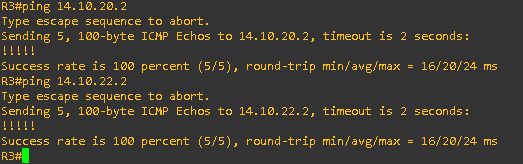 R3#ping 14.10.20.2
Type escape sequence to abort.
Sending 5, 100-byte ICMP Echos to 14.10.20.2, timeout is 2 seconds:
!!!!!
Success rate is 100 percent (5/5), round-trip min/avg/max = 16/20/24 ms
R3#ping 14.10.22.2
Type escape sequence to abort.
Sending 5, 100-byte ICMP Echos to 14.10.22.2, timeout is 2 seconds:
!!!!!
Success rate is 100 percent (5/5), round-trip min/avg/max = 16/20/24 ms
R3#